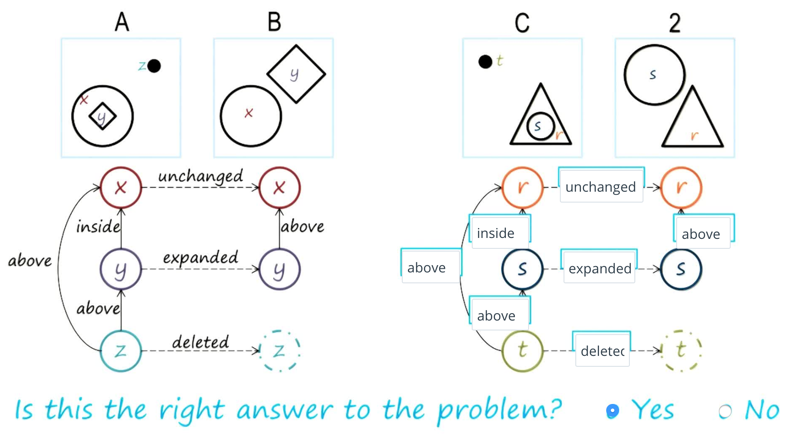 A B C 2
z t
x y x y s r s r
x unchanged x r unchanged r
inside above inside above
above y expanded y above s expanded s
above above
z deleted z t deletec t
Is this the right answer to the problem? Yes No